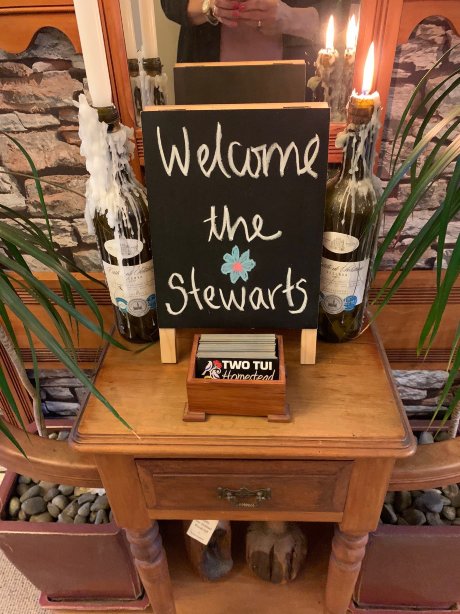 Welcome
the
Stewarts
TWO TUI
Homestead